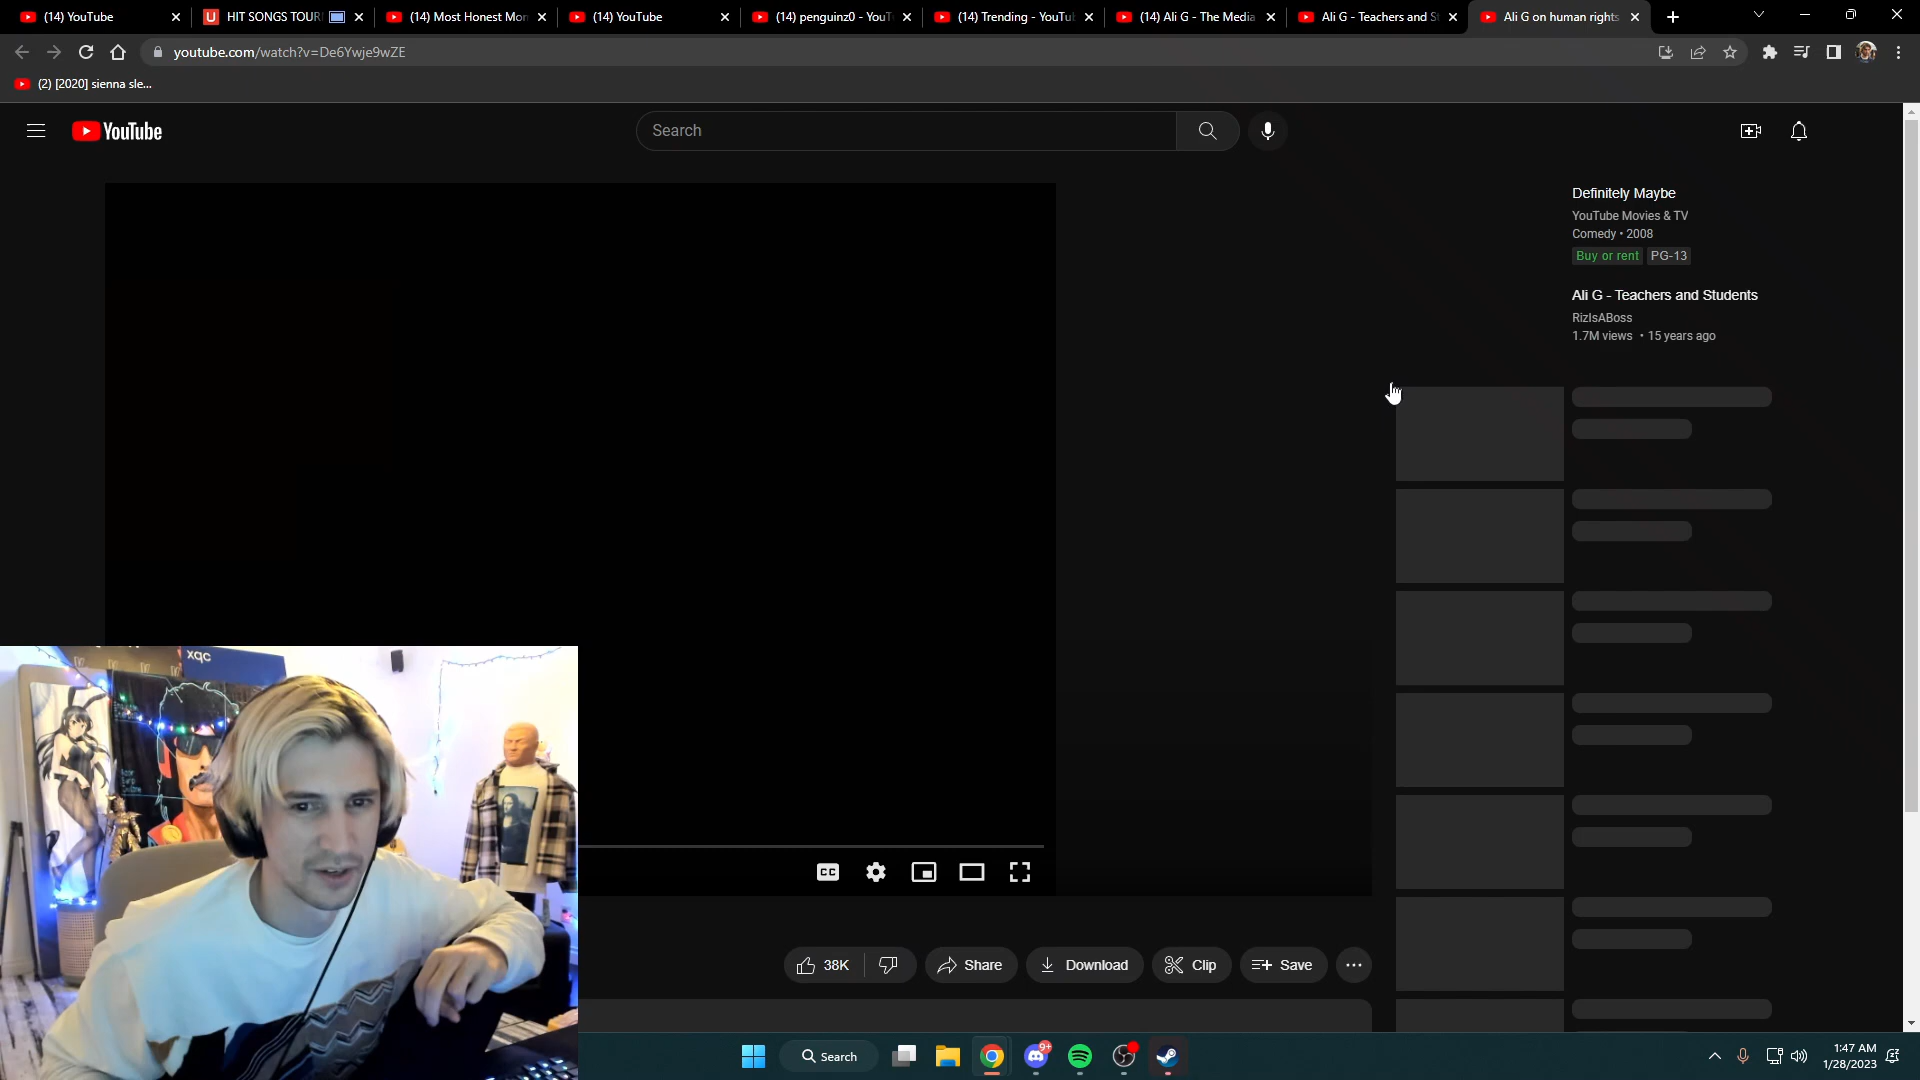 (14) YouTube
HIT SONGS TOUR
(14) Most Honest Mon
(14) YouTube
(14) penguinz0 - YouT
(14) Trending - YouTu
(14) Ali G - The Media
Ali G - Teachers and S
Ali G on human rights
youtube.com/watch?v=De6Ywje9wZE
(2) [2020] sienna sle...
YouTube
Search
Definitely Maybe
YouTube Movies & TV
Comedy • 2008
Buy or rent PG-13
Ali G - Teachers and Students
RizIsABoss
1.7M views • 15 years ago
xqc
CC
38K
Share
Download
Clip
Save
Search
9+
1:47 AM
1/28/2023